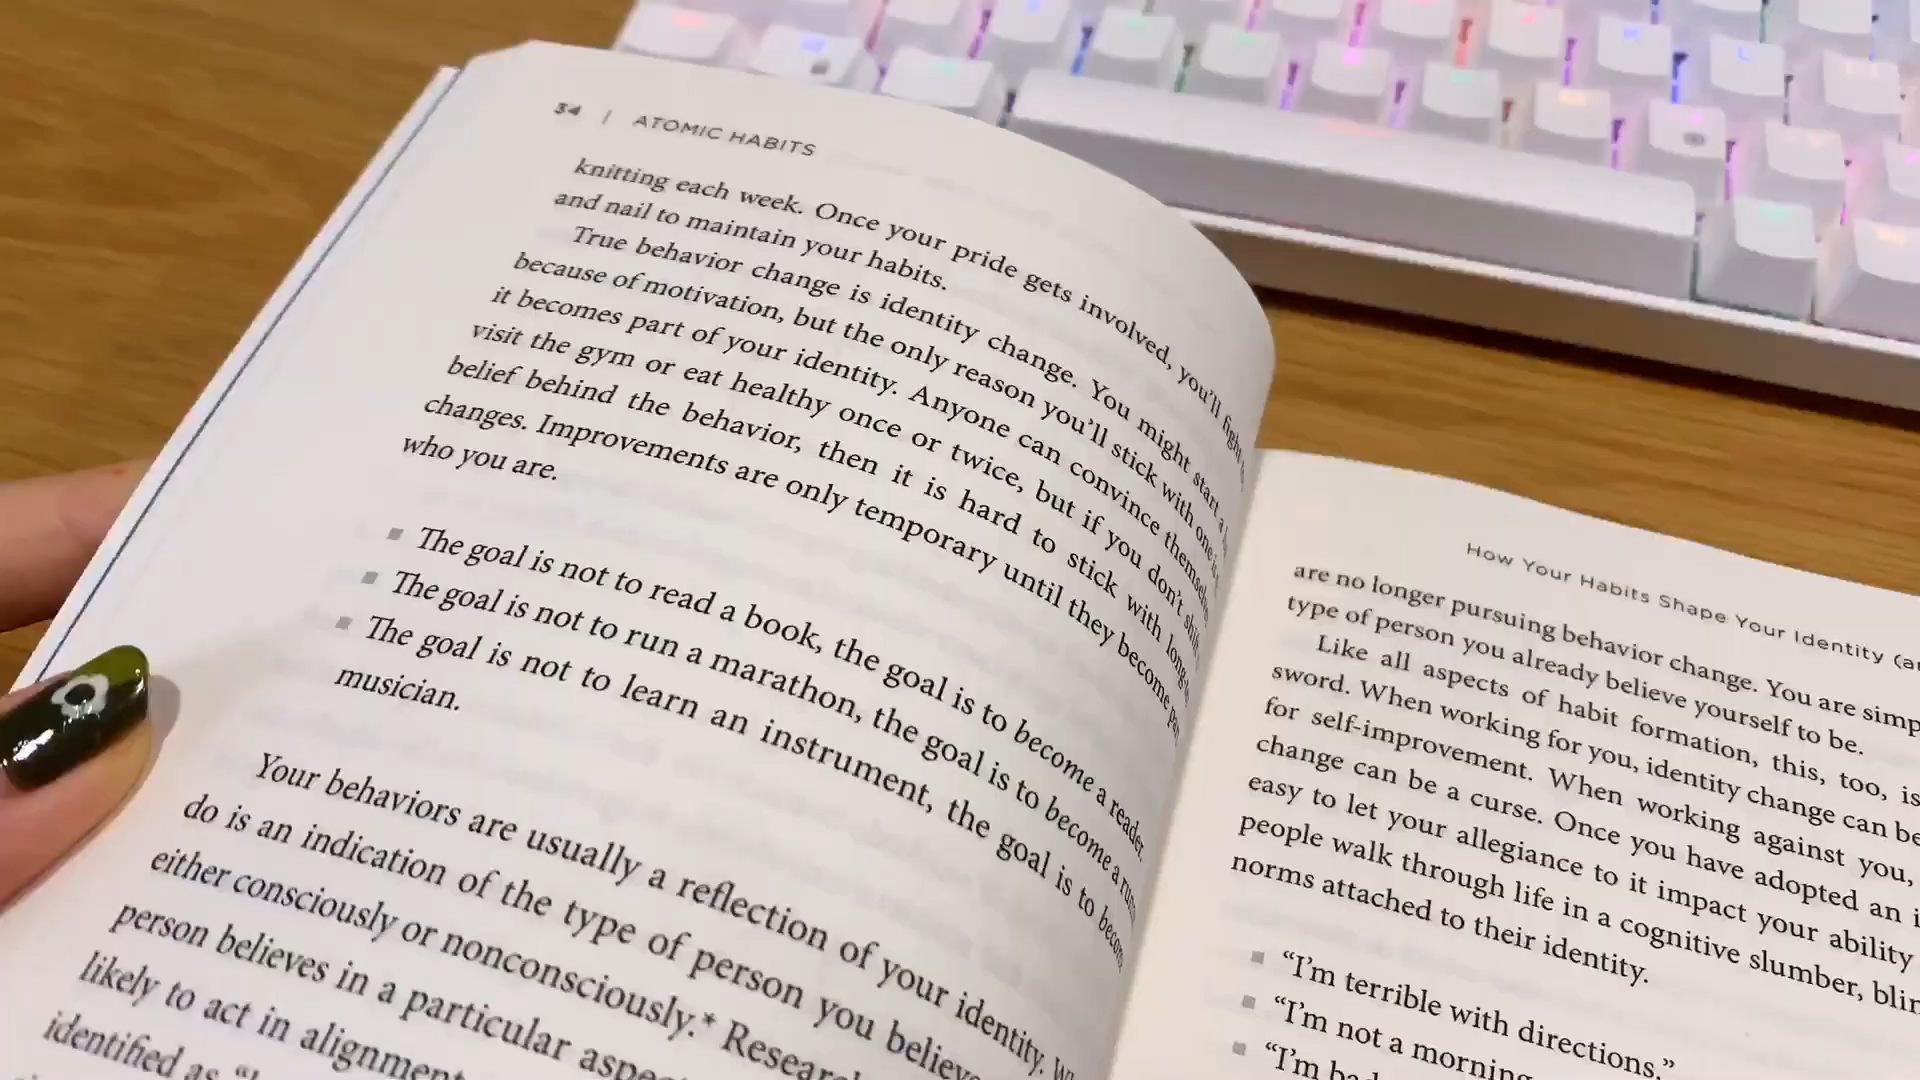 34 | ATOMIC HABITS
knitting each week. Once your pride gets involved, you'll fight
and nail to maintain your habits.
True behavior change is identity change. You might start a
because of motivation, but the only reason you'll stick with one is
it becomes part of your identity. Anyone can convince
visit the gym or eat healthy once or twice, but if you don't shift
belief behind the behavior, then it is hard to stick with
changes. Improvements are only temporary until they become
who you are.
▪ The goal is not to read a book, the goal is to become a reader.
▪ The goal is not to run a marathon, the goal is to become a
▪ The goal is not to learn an instrument, the goal is to
musician.
Your behaviors are usually a reflection of your identity.
do is an indication of the type of person you
either consciously or nonconsciously.*
person believes in a particular
likely to act in
identified as
How Your Habits Shape Your Identity
are no longer pursuing behavior change. You are
type of person you already believe yourself to be.
Like all aspects of habit formation, this, too, is
sword. When working for you, identity change can be
for self-improvement. When working against you,
change can be a curse. Once you have adopted an
easy to let your allegiance to it impact your ability
people walk through life in a cognitive slumber,
norms attached to their identity.
▪ “I'm terrible with directions.”
▪ “I'm not a
▪ “I'm